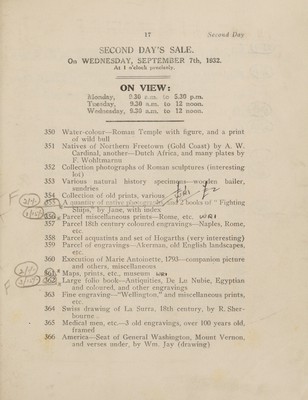 17
Second Day
SECOND DAY'S SALE.
On WEDNESDAY, SEPTEMBER 7th, 1932.
At 1 o'clock precisely.
ON VIEW:
Monday, 9.30 a.m. to 5.30 p.m.
Tuesday, 9.30 a.m. to 12 noon.
Wednesday, 9.30 a.m. to 12 noon.
350 Water-colour—Roman Temple with figure, and a print
of wild bull
351 Natives of Northern Freetown (Gold Coast) by A. W.
Cardinal, another—Dutch Africa, and many plates by
F. Wohltmann
352 Collection photographs of Roman sculptures (interesting
lot)
353 Various natural history specimens wooden bailer,
sundries
354 Collection of old prints, various
355 A quantity of native photographs and 2 books of "Fighting
Ships," by Jane, with index
356 Parcel miscellaneous prints—Rome, etc.
357 Parcel 18th century coloured engravings—Naples, Rome,
etc.
358 Parcel aquatints and set of Hogarths (very interesting)
359 Parcel of engravings—Akerman, old English landscapes,
etc.
360 Execution of Marie Antoinette, 1793—companion picture
and others, miscellaneous
361 Maps, prints, etc., museum
362 Large folio book—Antiquities, De La Nubie, Egyptian
and coloured, and other engravings
363 Fine engraving—"Wellington," and miscellaneous prints,
etc.
364 Swiss drawing of La Surra, 18th century, by R. Sher-
bourne
365 Medical men, etc.—3 old engravings, over 100 years old,
framed
366 America—Seat of General Washington, Mount Vernon,
and verses under, by Wm. Jay (drawing)